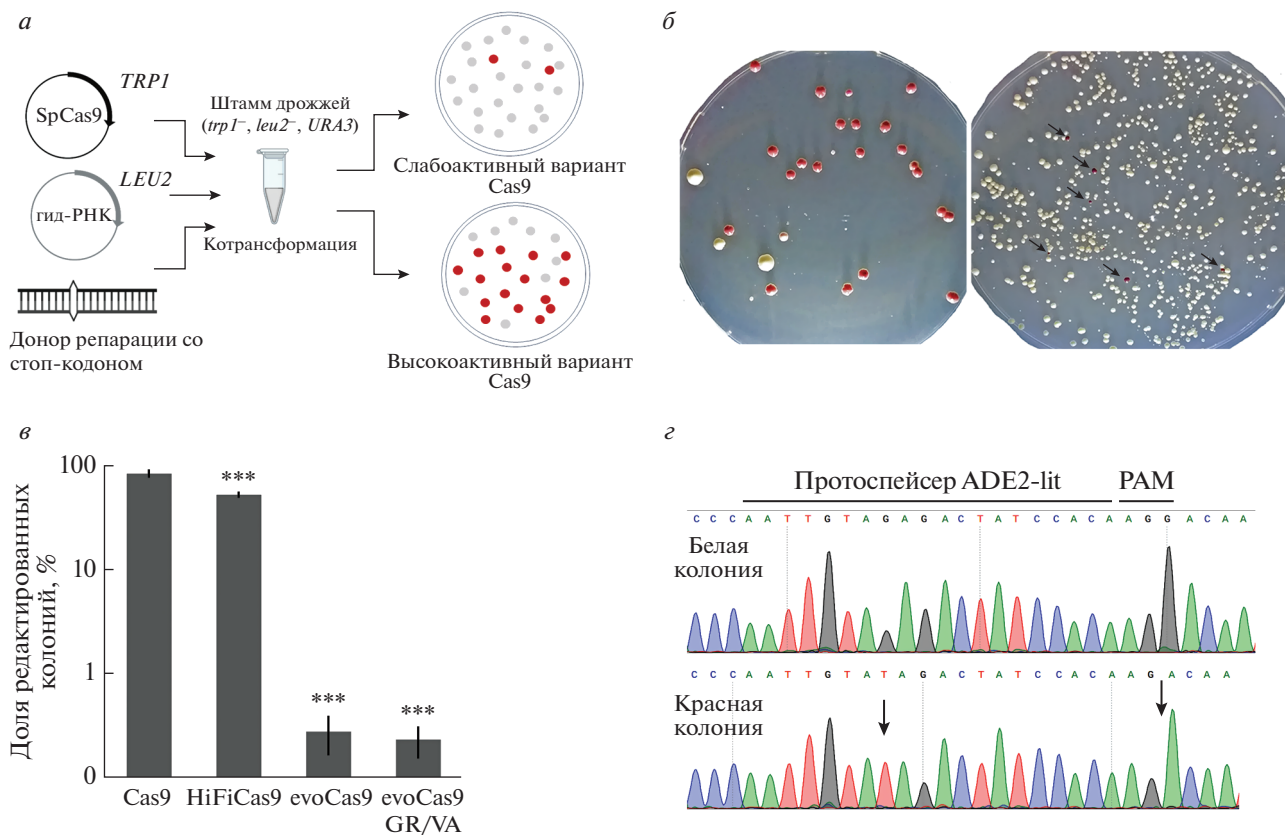 а
SpCas9
TRP1
гид-РНК
LEU2
Донор репарации со
стоп-кодоном
Штамм дрожжей
(trp1⁻, leu2⁻, URA3)
Котрансформация
Слабоактивный вариант
Cas9
Высокоактивный вариант
Cas9
б
в
Доля редактированных
колоний, %
100
10
1
0
***
***
***
Cas9
HiFiCas9
evoCas9
evoCas9
GR/VA
г
Протоспейсер ADE2-lit
PAM
C C C A A T T G T A G A G A C T A T C C A C A A G G A C A A
Белая
колония
C C C A A T T G T A T A G A C T A T C C A C A A G A C A A
Красная
колония